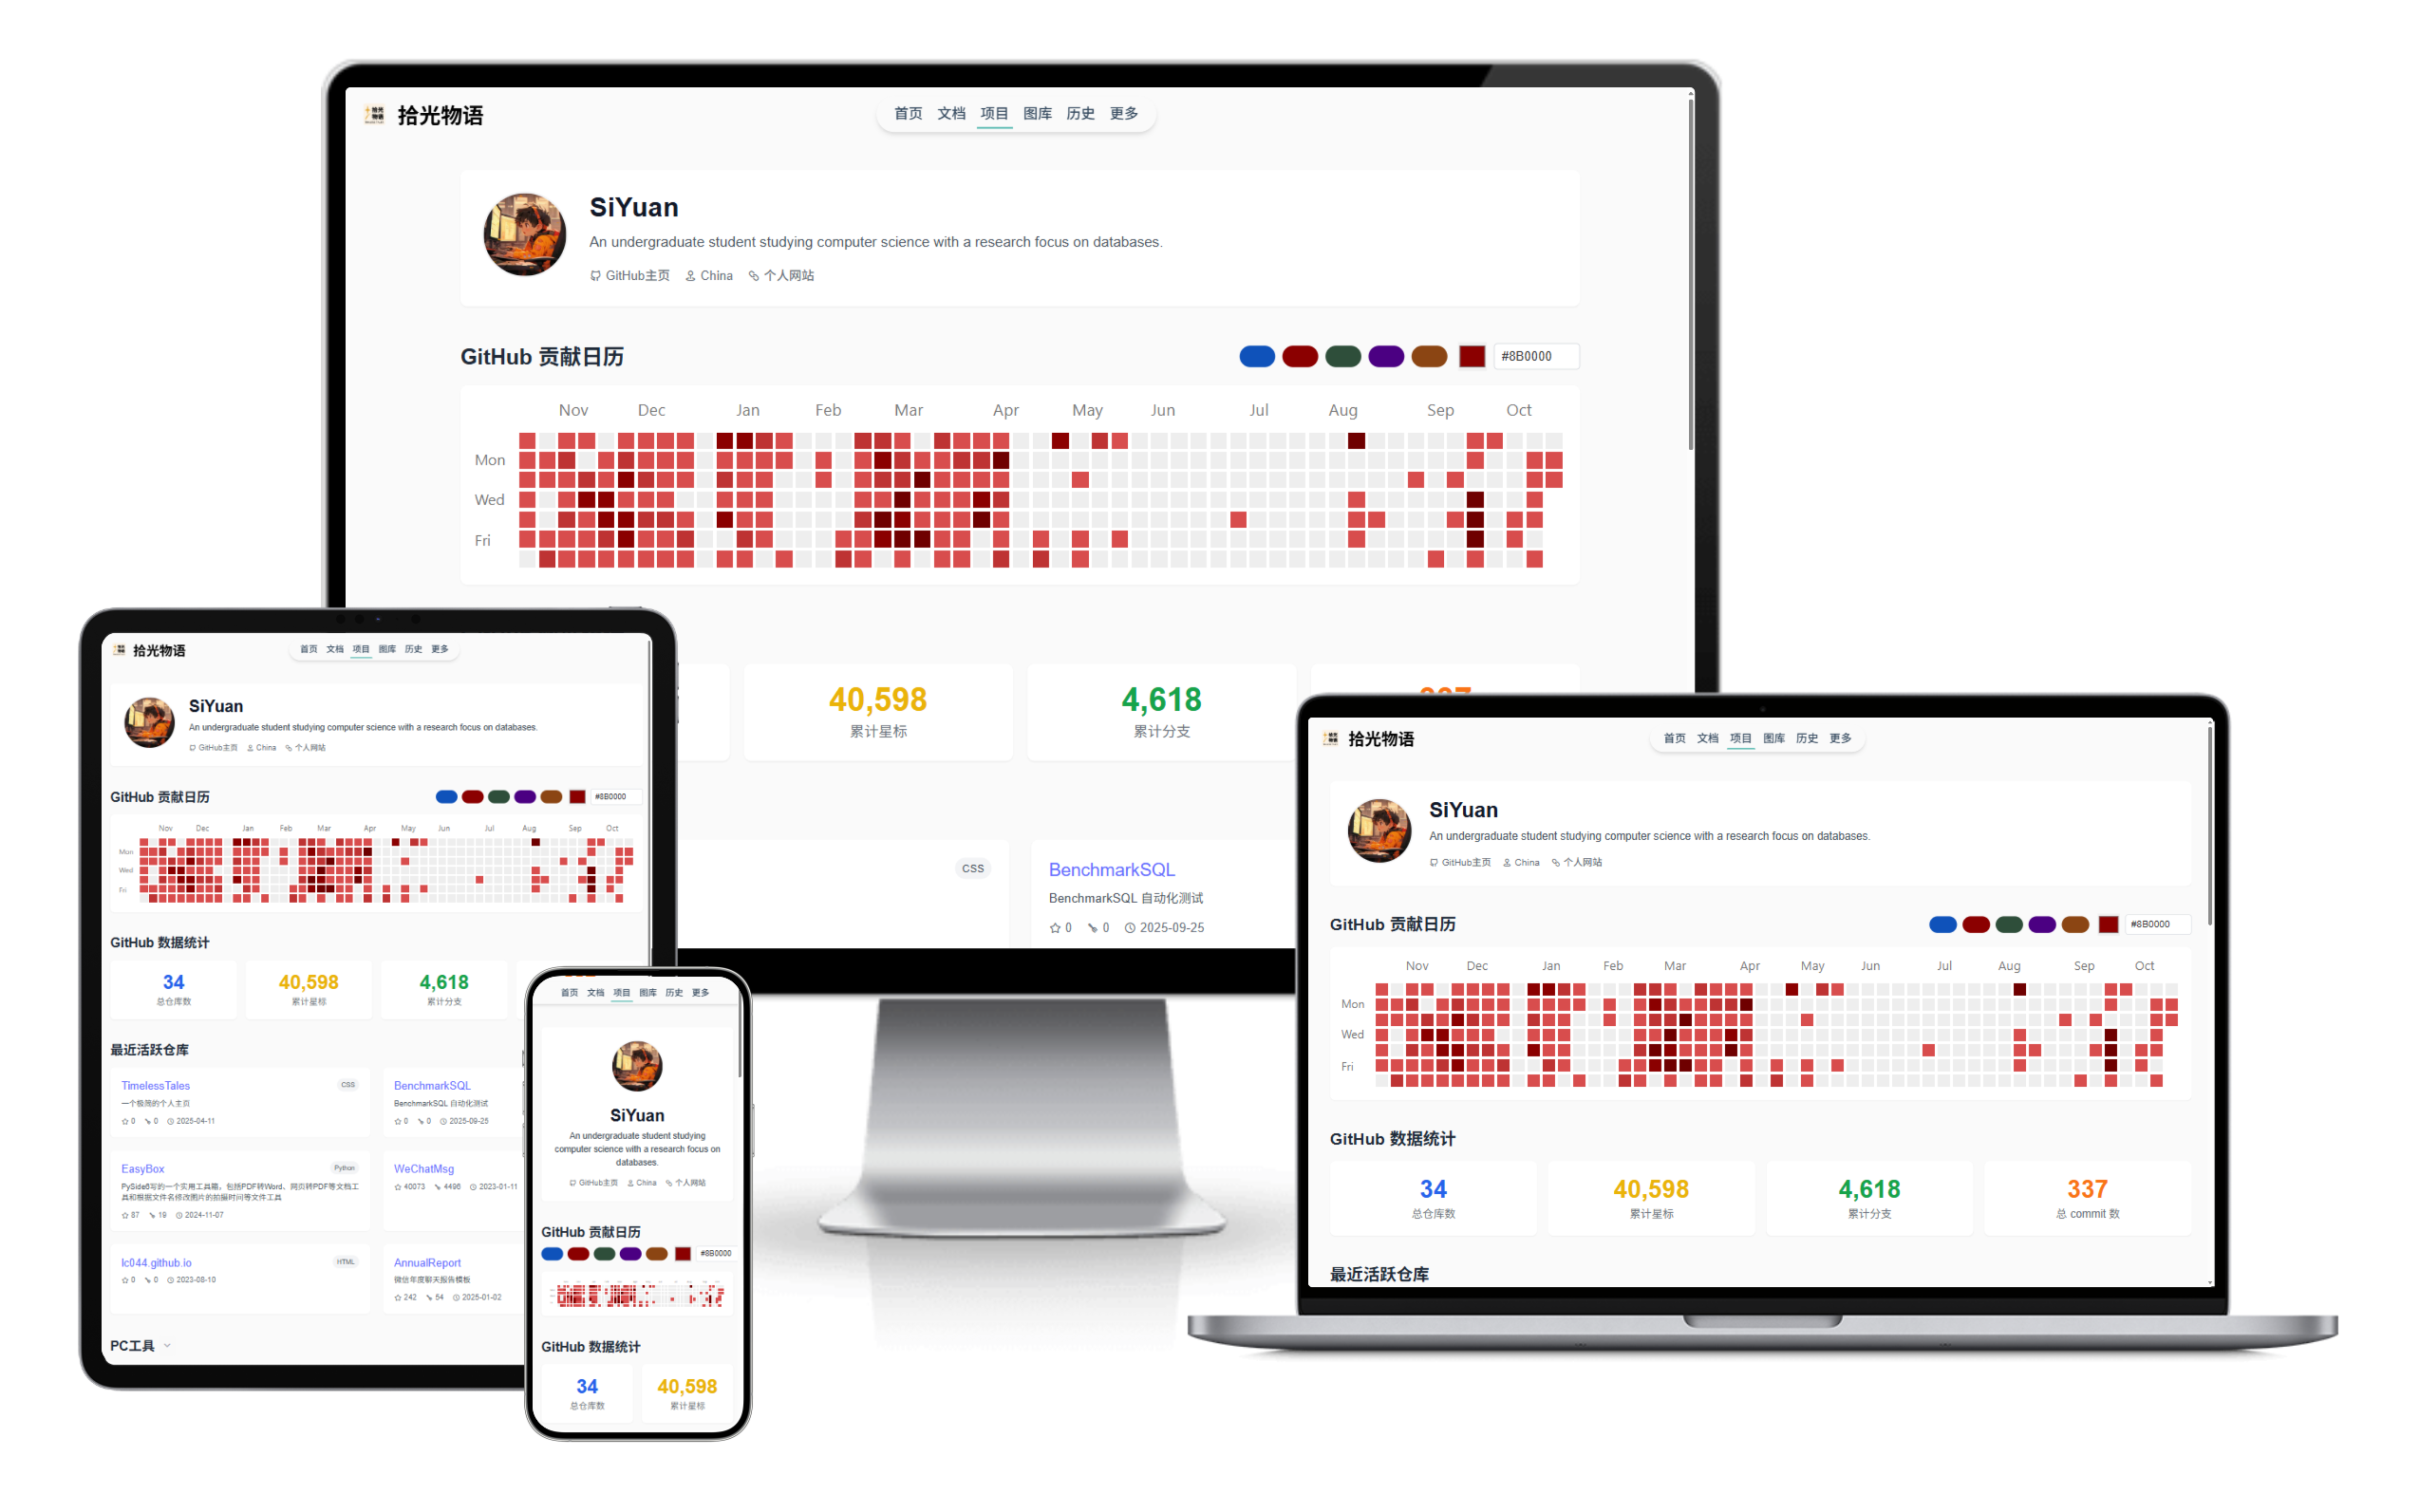 拾光物语
首页 文档 项目 图库 历史 更多
SiYuan
An undergraduate student studying computer science with a research focus on databases.
GitHub主页 China 个人网站
GitHub 贡献日历
#8B0000
Nov Dec Jan Feb Mar Apr May Jun Jul Aug Sep Oct
Mon
Wed
Fri
40,598
累计星标
4,618
累计分支
337
CSS
BenchmarkSQL
BenchmarkSQL 自动化测试
0 0 2025-09-25
拾光物语
首页 文档 项目 图库 历史 更多
SiYuan
An undergraduate student studying computer science with a research focus on databases.
GitHub主页 China 个人网站
GitHub 贡献日历
#8B0000
Nov Dec Jan Feb Mar Apr May Jun Jul Aug Sep Oct
Mon
Wed
Fri
GitHub 数据统计
34
总仓库数
40,598
累计星标
4,618
累计分支
最近活跃仓库
TimelessTales
CSS
一个极简的个人主页
0 0 2025-04-11
BenchmarkSQL
BenchmarkSQL 自动化测试
0 0 2025-09-25
EasyBox
Python
PySide6写的一个实用工具箱，包括PDF转Word、网页转PDF等文档工
具和根据文件名修改图片的拍摄时间等文件工具
87 19 2024-11-07
WeChatMsg
40073 4496 2023-01-11
lc044.github.io
HTML
0 0 2023-08-10
AnnualReport
微信年度聊天报告模板
242 54 2025-01-02
PC工具
首页 文档 项目 图库 历史 更多
SiYuan
An undergraduate student studying
computer science with a research focus on
databases.
GitHub主页 China 个人网站
GitHub 贡献日历
#8B0000
GitHub 数据统计
34
总仓库数
40,598
累计星标
拾光物语
首页 文档 项目 图库 历史 更多
SiYuan
An undergraduate student studying computer science with a research focus on databases.
GitHub主页 China 个人网站
GitHub 贡献日历
#8B0000
Nov Dec Jan Feb Mar Apr May Jun Jul Aug Sep Oct
Mon
Wed
Fri
GitHub 数据统计
34
总仓库数
40,598
累计星标
4,618
累计分支
337
总 commit 数
最近活跃仓库